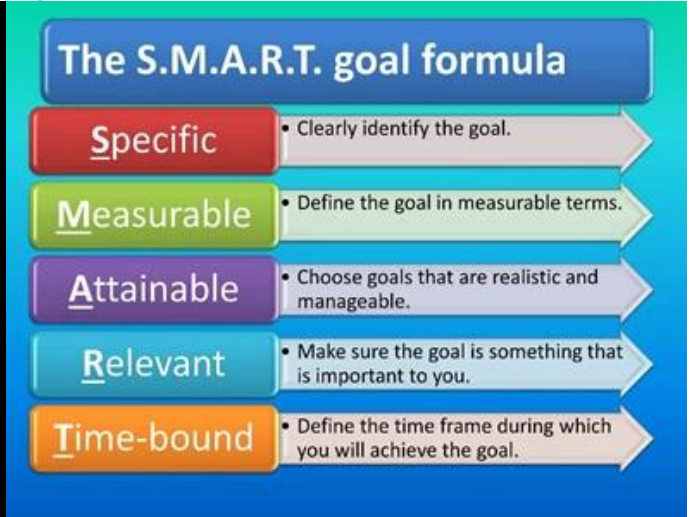 The S.M.A.R.T. goal formula
Specific
• Clearly identify the goal.
Measurable
• Define the goal in measurable terms.
Attainable
• Choose goals that are realistic and
manageable.
Relevant
• Make sure the goal is something that
is important to you.
Time-bound
• Define the time frame during which
you will achieve the goal.